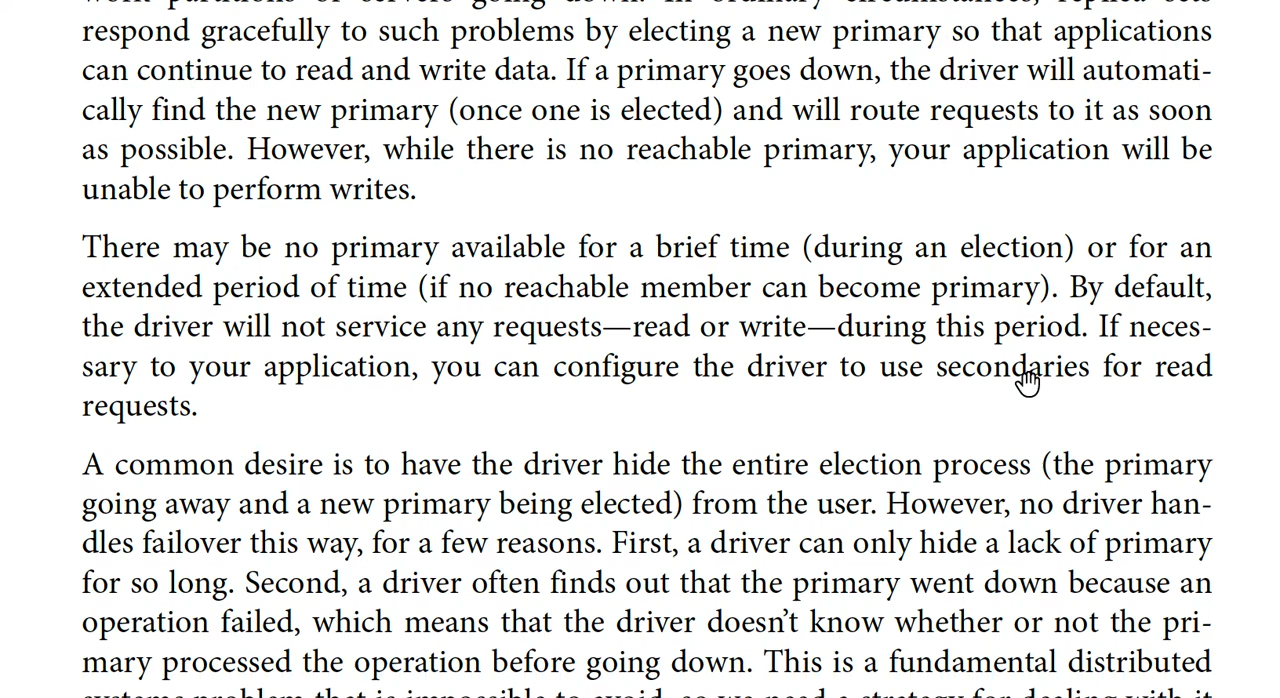 respond gracefully to such problems by electing a new primary so that applications
can continue to read and write data. If a primary goes down, the driver will automati-
cally find the new primary (once one is elected) and will route requests to it as soon
as possible. However, while there is no reachable primary, your application will be
unable to perform writes.
There may be no primary available for a brief time (during an election) or for an
extended period of time (if no reachable member can become primary). By default,
the driver will not service any requests—read or write—during this period. If neces-
sary to your application, you can configure the driver to use secondaries for read
requests.
A common desire is to have the driver hide the entire election process (the primary
going away and a new primary being elected) from the user. However, no driver han-
dles failover this way, for a few reasons. First, a driver can only hide a lack of primary
for so long. Second, a driver often finds out that the primary went down because an
operation failed, which means that the driver doesn’t know whether or not the pri-
mary processed the operation before going down. This is a fundamental distributed